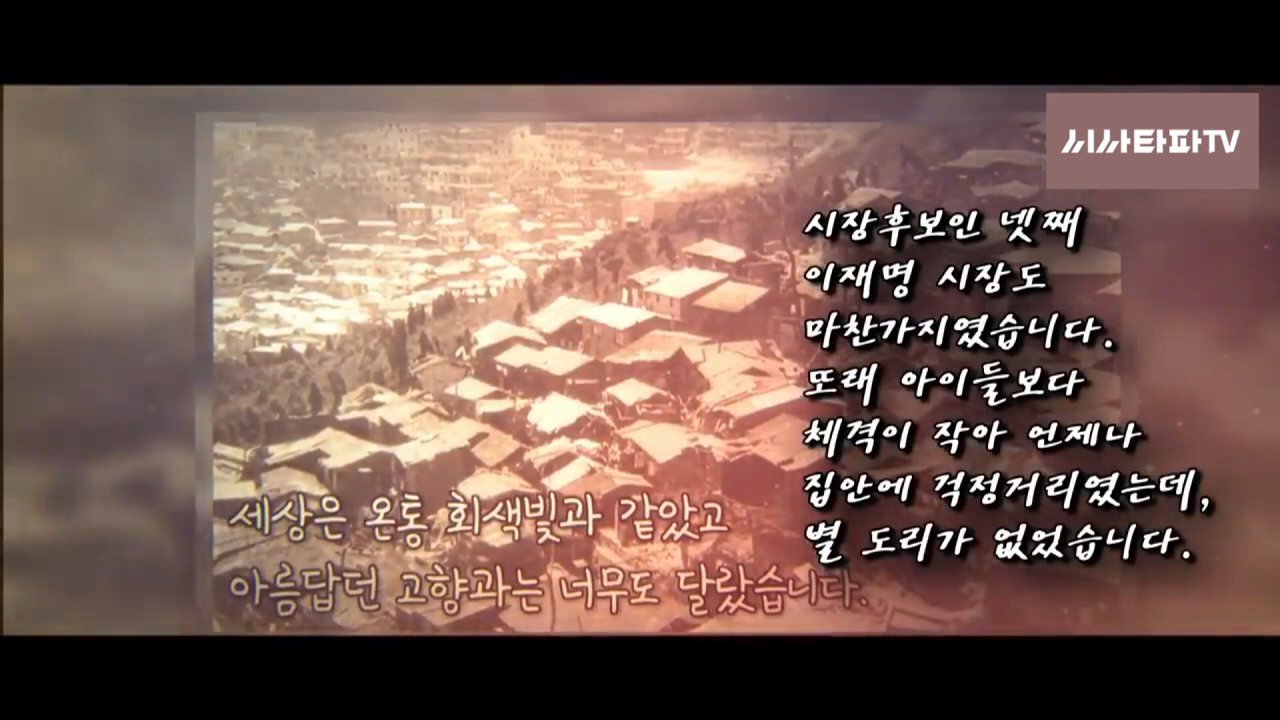 시사타파TV
시장후보인 넷째
이재명 시장도
마찬가지였습니다.
또래 아이들보다
체격이 작아 언제나
집안에 걱정거리였는데,
별 도리가 없었습니다.
세상은 온통 회색빛과 같았고
아름답던 고향과는 너무도 달랐습니다.